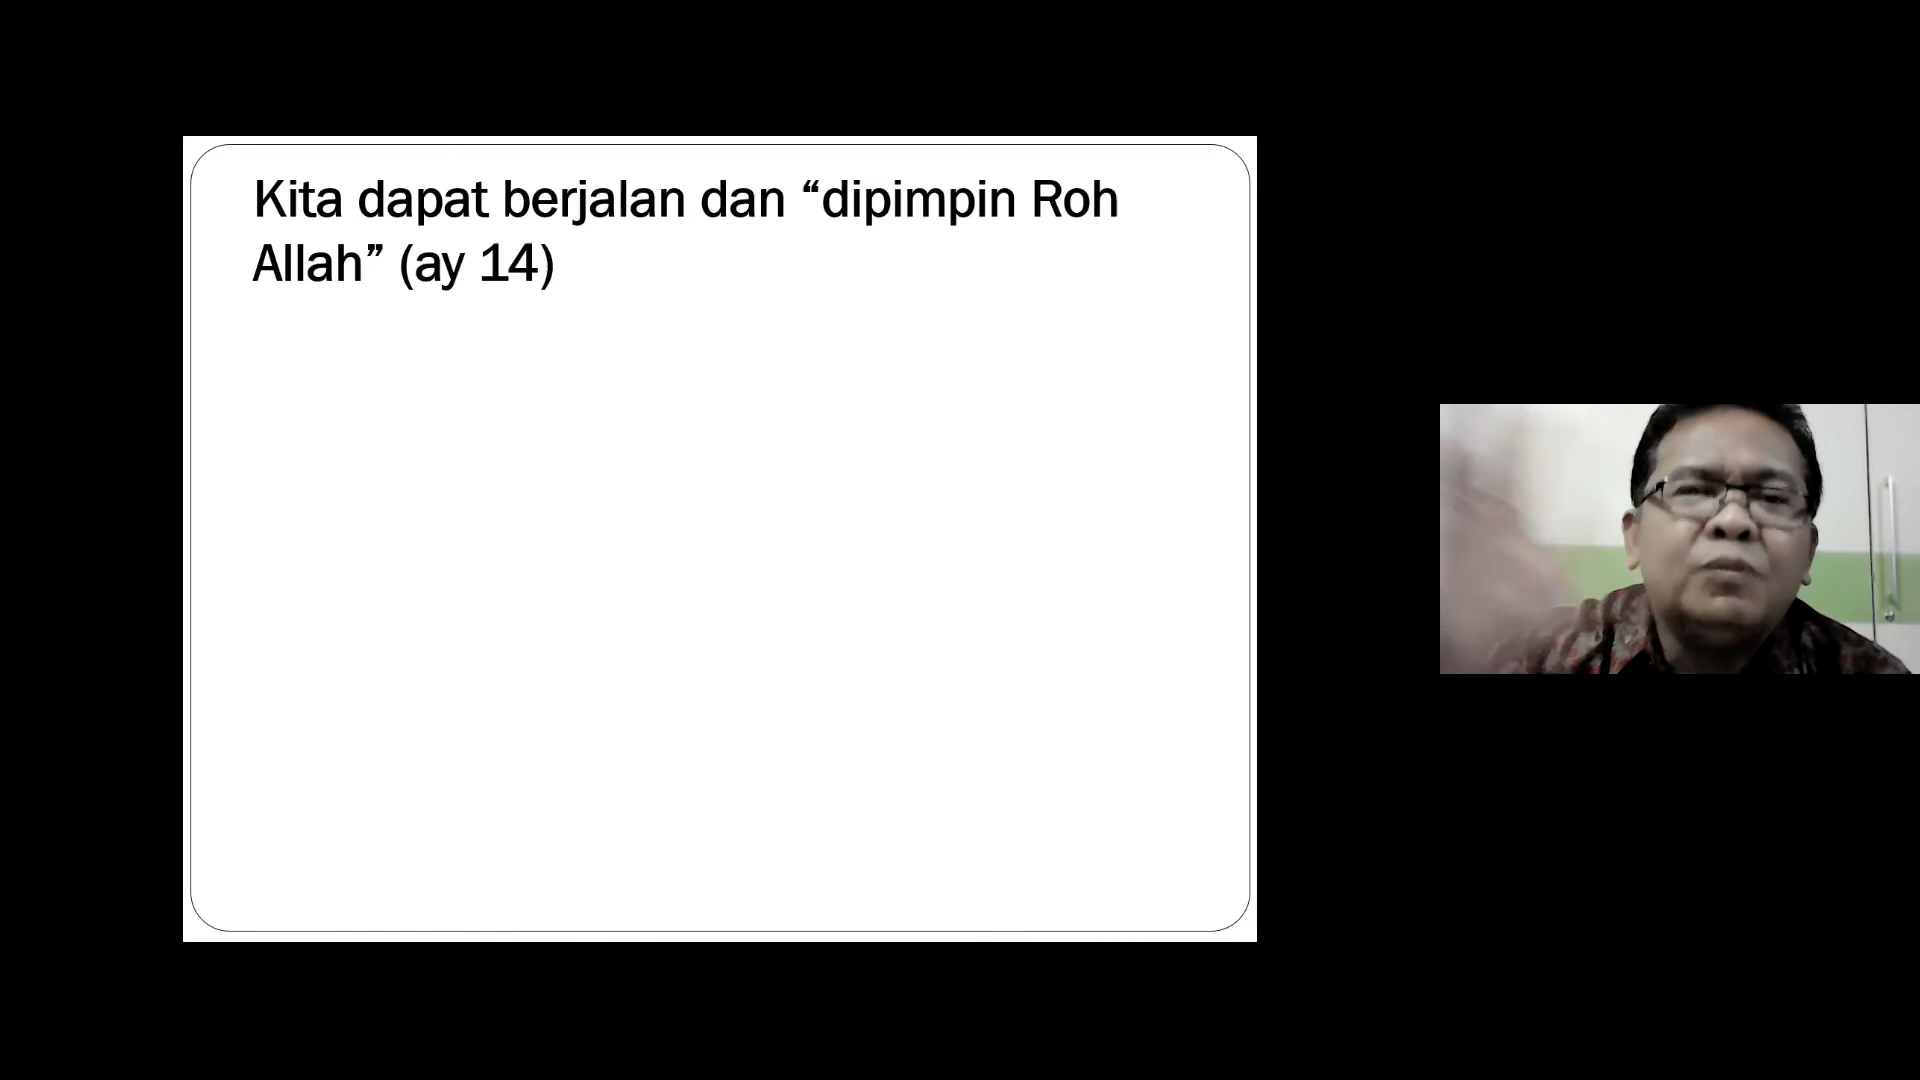 Kita dapat berjalan dan “dipimpin Roh
Allah” (ay 14)